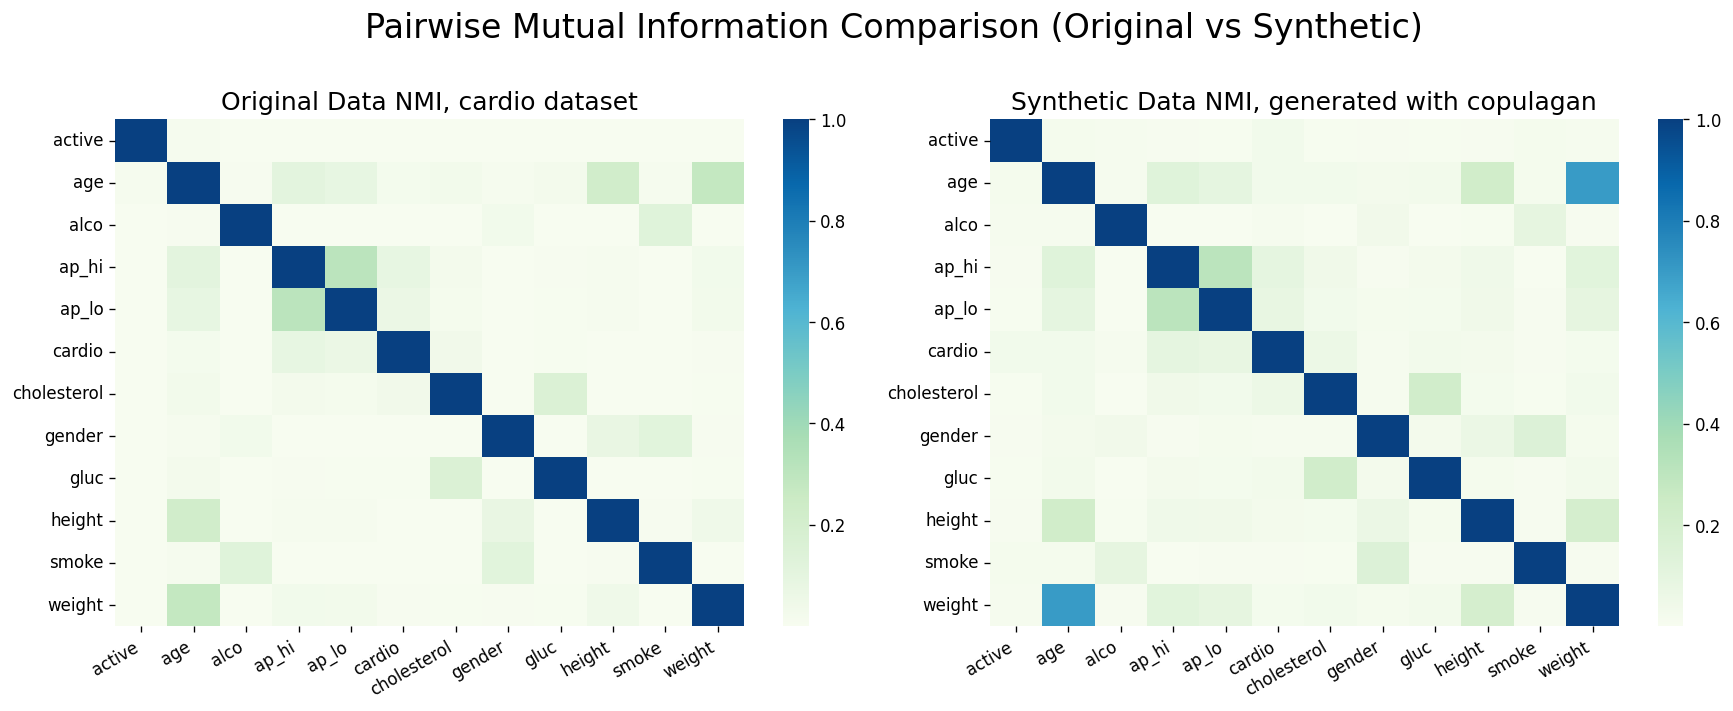 Pairwise Mutual Information Comparison (Original vs Synthetic)
Original Data NMI, cardio dataset
active
age
alco
ap_hi
ap_lo
cardio
cholesterol
gender
gluc
height
smoke
weight
active
age
alco
ap_hi
ap_lo
cardio
cholesterol
gender
gluc
height
smoke
weight
1.0
0.8
0.6
0.4
0.2
Synthetic Data NMI, generated with copulagan
active
age
alco
ap_hi
ap_lo
cardio
cholesterol
gender
gluc
height
smoke
weight
active
age
alco
ap_hi
ap_lo
cardio
cholesterol
gender
gluc
height
smoke
weight
1.0
0.8
0.6
0.4
0.2